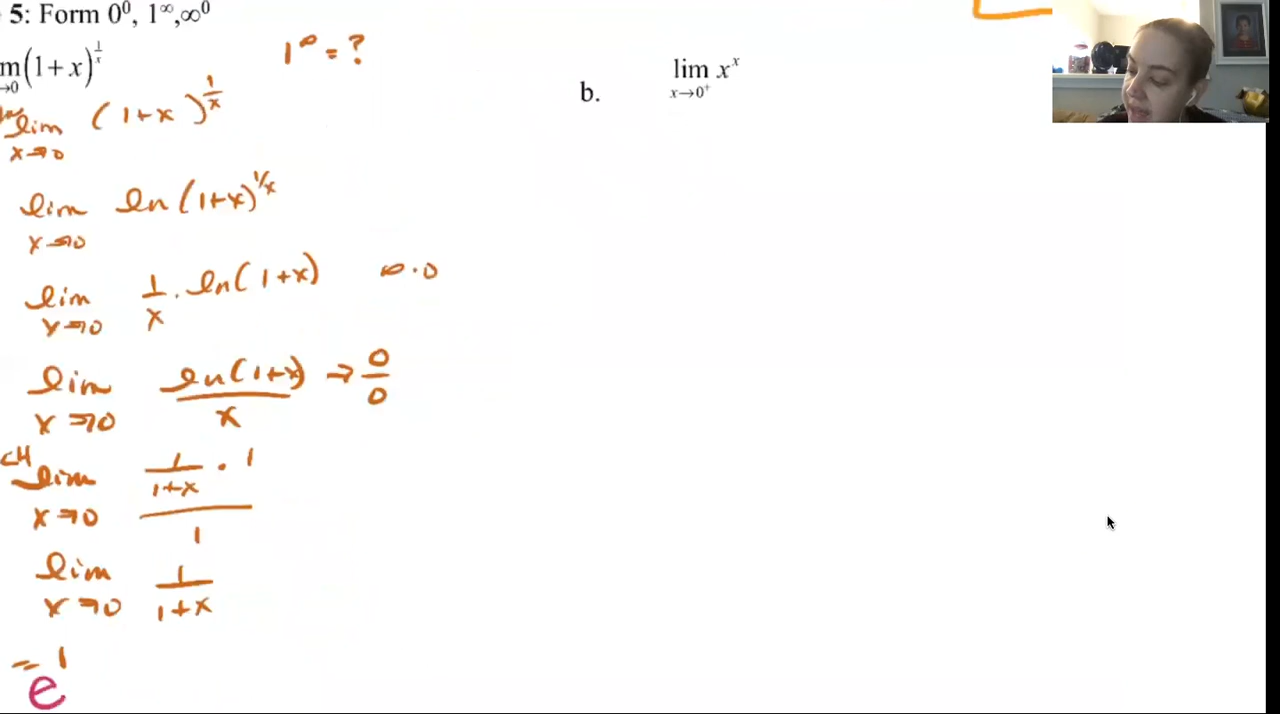 5: Form 0⁰, 1^∞, ∞⁰
m(1+x)^(1/x)
→0
1^∞ = ?
lim (1+x)^(1/x)
x→0
lim ln(1+x)^(1/x)
x→0
lim 1/x · ln(1+x) ∞·0
x→0
lim ln(1+x)/x → 0/0
x→0
LH lim (1/(1+x) · 1)/1
x→0
lim 1/(1+x)
x→0
= 1
e
b. lim x^x
x→0⁺